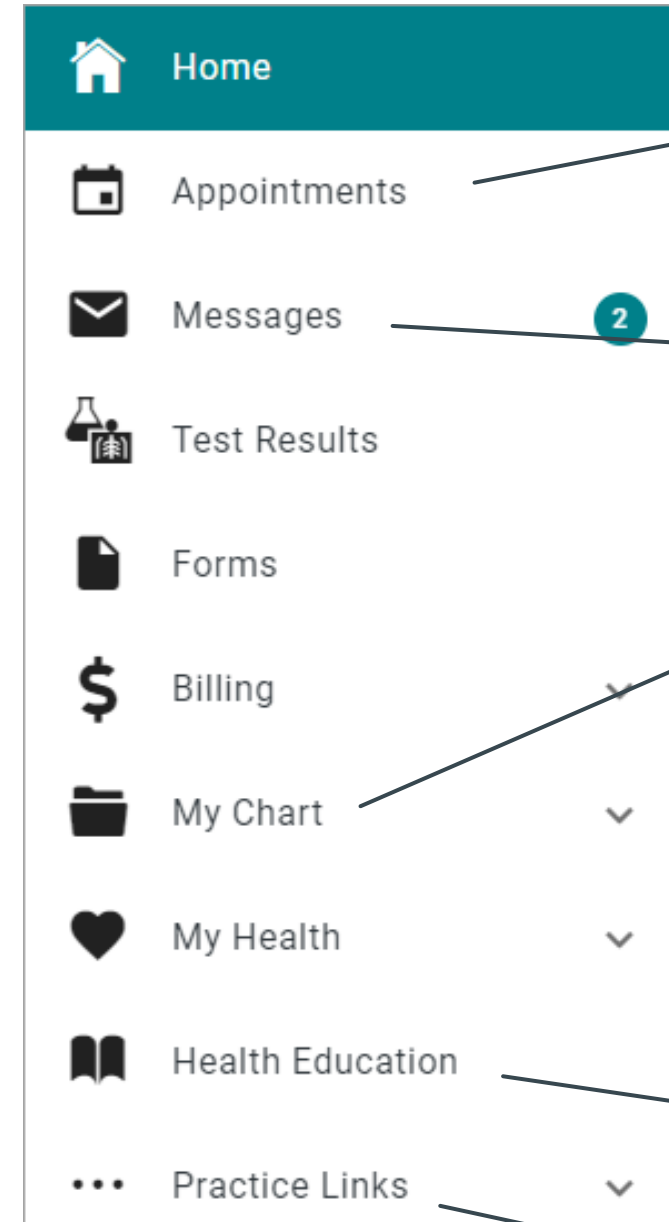 Home
Appointments
Messages 2
Test Results
Forms
Billing
My Chart
My Health
Health Education
Practice Links